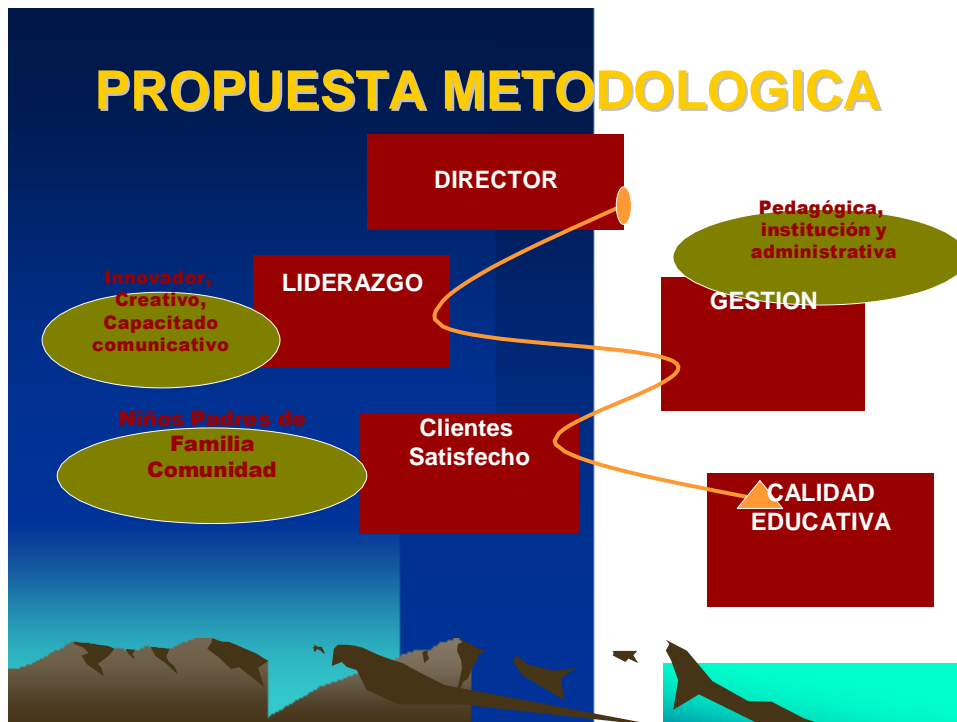 PROPUESTA METODOLOGICA
DIRECTOR
Pedagógica,
institución y
administrativa
LIDERAZGO
GESTION
Innovador,
Creativo,
Capacitado
comunicativo
Niños Padres de
Familia
Comunidad
Clientes
Satisfecho
CALIDAD
EDUCATIVA